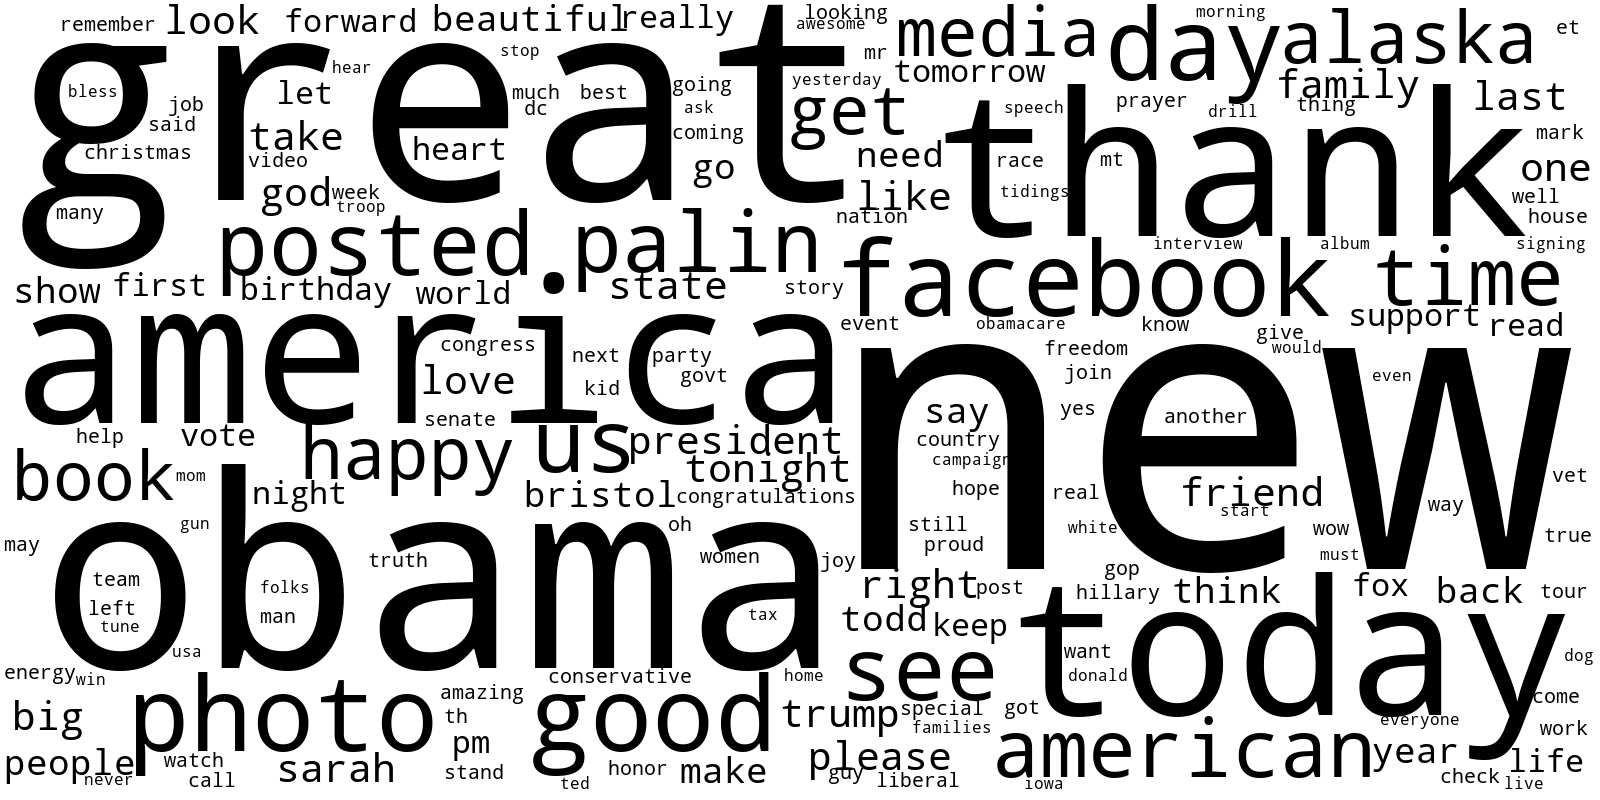 remember look forward beautiful really looking awesome media day morning alaska et
great stop mr tomorrow family
bless hear let much dc best going ask yesterday get speech prayer drill thing last
job said take heart coming need thank mark
christmas video go race mt one
god week troop like tidings well
many nation house
posted. palin facebook interview album time signing
show first birthday world state story
america congress next party event obamacare know give would support read
love kid govt freedom join new even
senate say yes another
help vote happy us president country
book mom tonight campaign
night bristol congratulations hope real friend start way vet
gun oh still white wow true
may obama truth women joy proud must
team folks right post gop hillary think fox back tour
left man tax todd keep today
tune
usa see want dog
energy win conservative home donald
photo amazing good trump special got come
big th families everyone work
people pm please american year life
never watch call sarah stand ted honor make guy liberal iowa check live